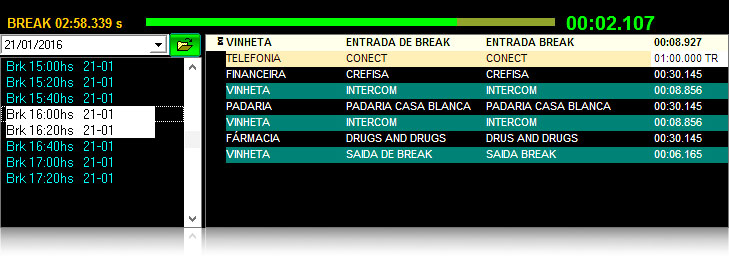 BREAK 02:58.339 s 00:02.107
21/01/2016
Brk 15:00hs 21-01
Brk 15:20hs 21-01
Brk 15:40hs 21-01
Brk 16:00hs 21-01
Brk 16:20hs 21-01
Brk 16:40hs 21-01
Brk 17:00hs 21-01
Brk 17:20hs 21-01
VINHETA ENTRADA DE BREAK ENTRADA BREAK 00:08.927
TELEFONIA CONECT CONECT 01:00.000 TR
FINANCEIRA CREFISA CREFISA 00:30.145
VINHETA INTERCOM INTERCOM 00:08.856
PADARIA PADARIA CASA BLANCA PADARIA CASA BLANCA 00:30.145
VINHETA INTERCOM INTERCOM 00:08.856
FÁRMACIA DRUGS AND DRUGS DRUS AND DRUGS 00:30.145
VINHETA SAIDA DE BREAK SAIDA BREAK 00:06.165